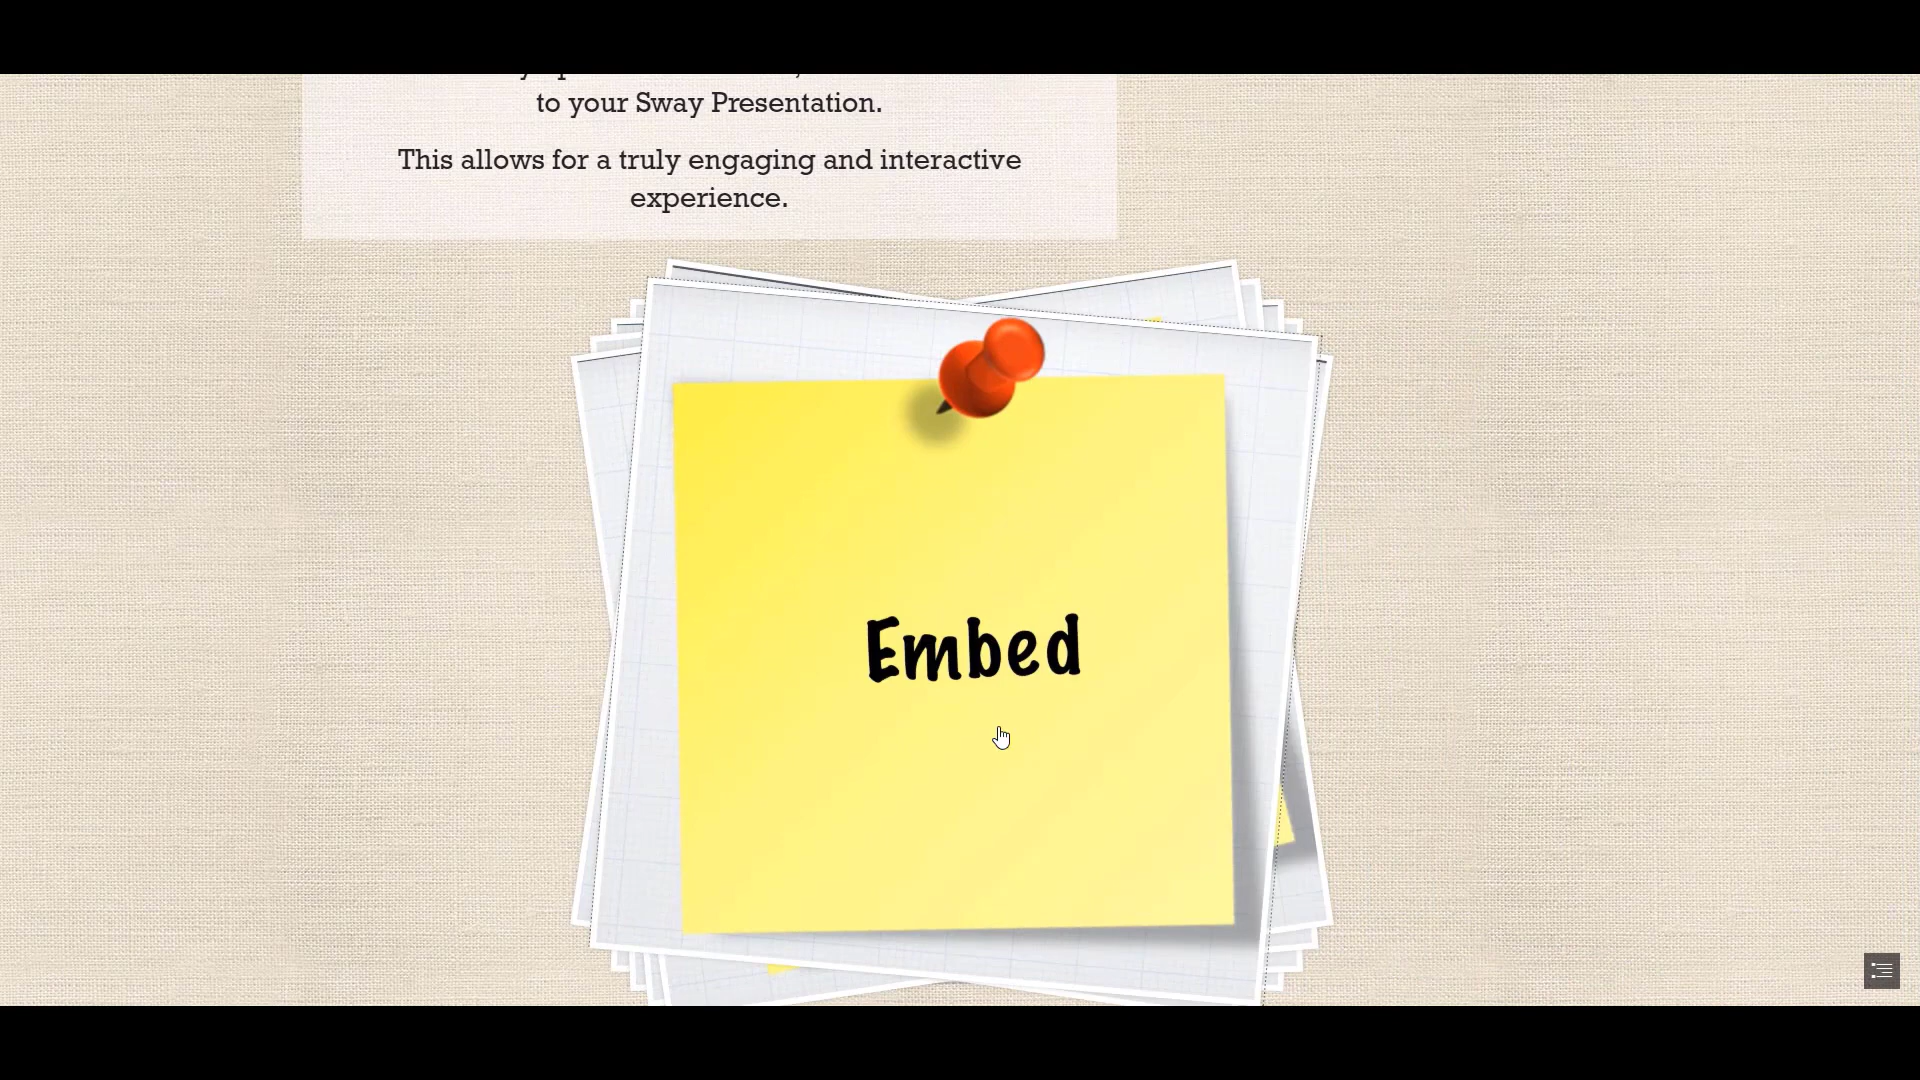 to your Sway Presentation.
This allows for a truly engaging and interactive
experience.
Embed